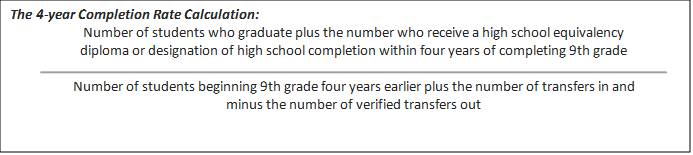 The 4-year Completion Rate Calculation:
Number of students who graduate plus the number who receive a high school equivalency
diploma or designation of high school completion within four years of completing 9th grade
Number of students beginning 9th grade four years earlier plus the number of transfers in and
minus the number of verified transfers out